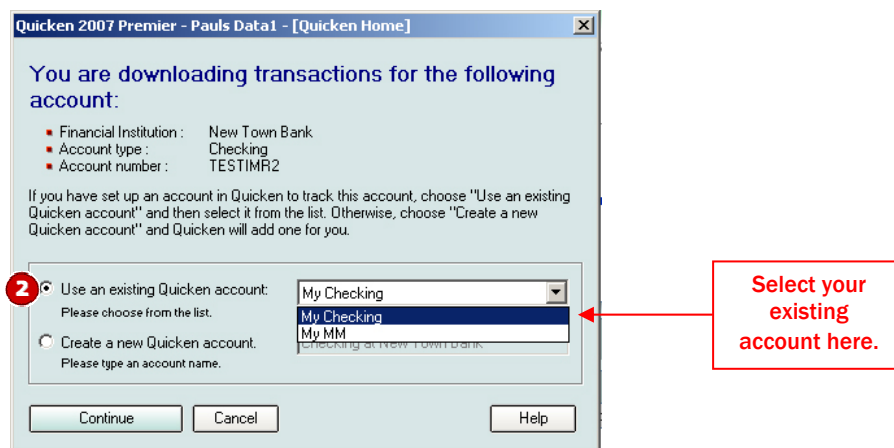 Quicken 2007 Premier - Pauls Data1 - [Quicken Home]
You are downloading transactions for the following
account:
Financial Institution : New Town Bank
Account type : Checking
Account number : TESTIMR2
If you have set up an account in Quicken to track this account, choose "Use an existing
Quicken account" and then select it from the list. Otherwise, choose "Create a new
Quicken account" and Quicken will add one for you.
2 Use an existing Quicken account: My Checking
Please choose from the list.
My Checking
My MM
Create a new Quicken account. Checking at New Town Bank
Please type an account name.
Continue Cancel Help
Select your
existing
account here.